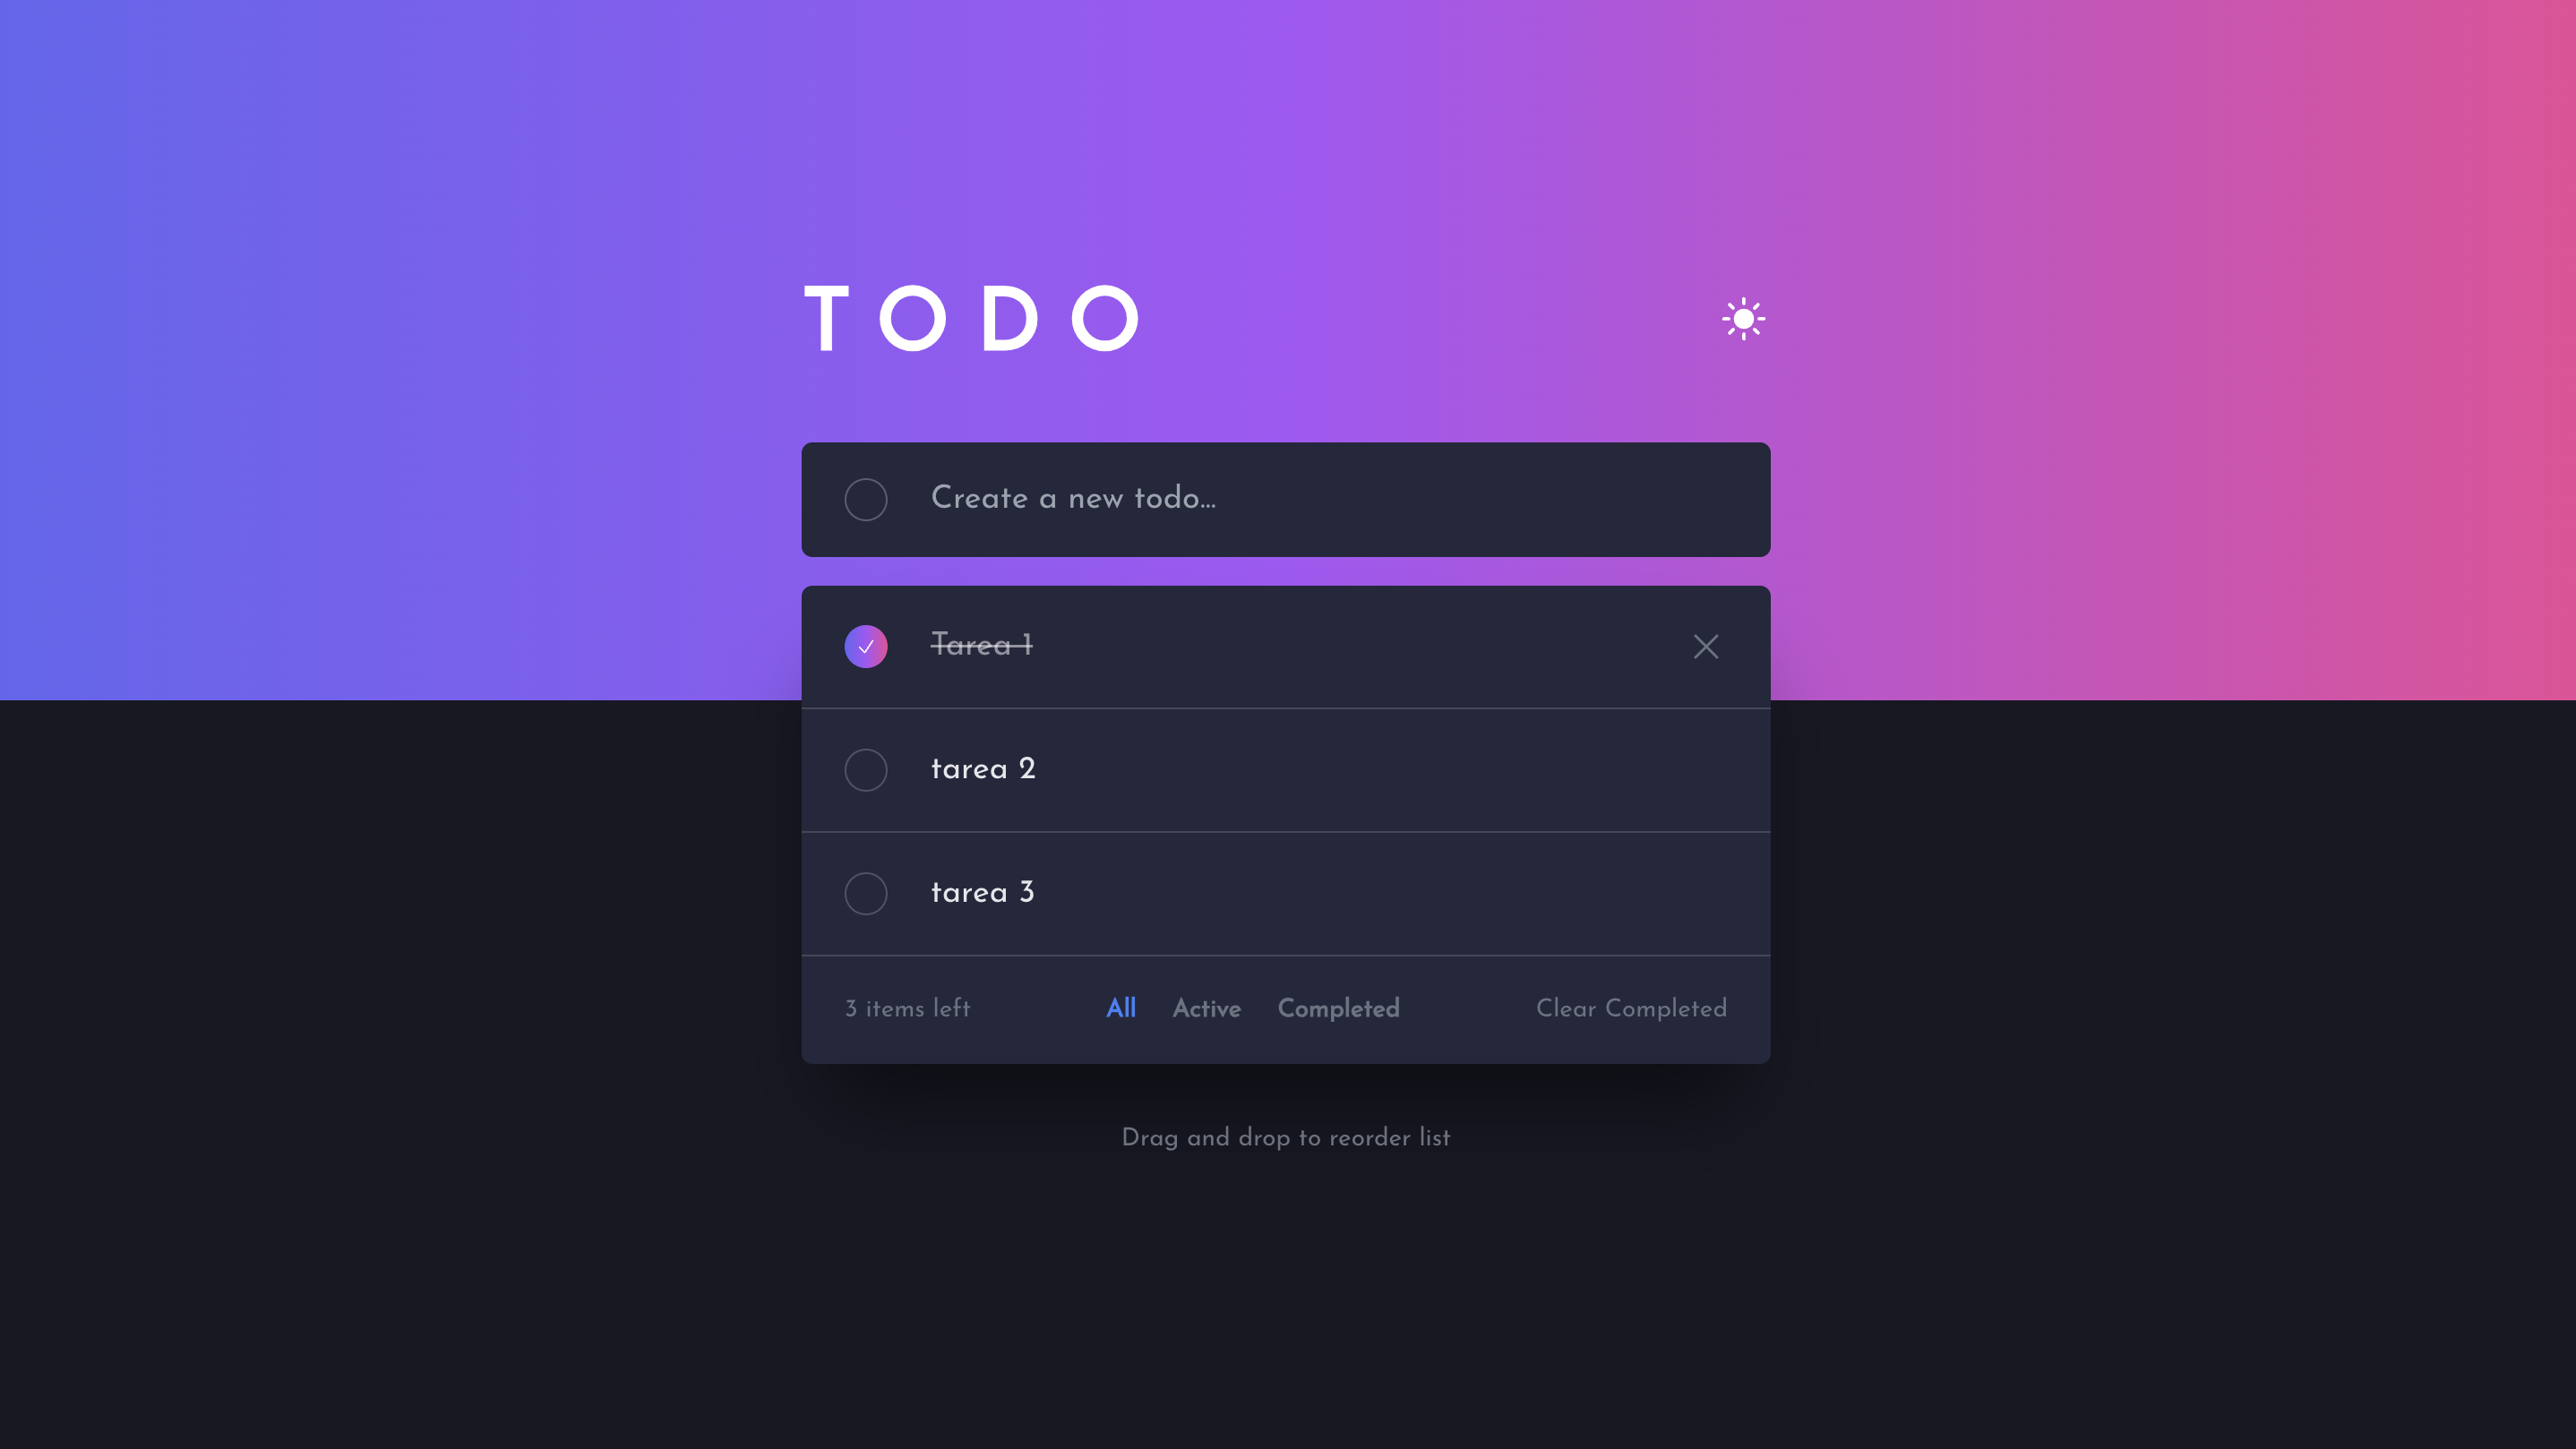 TODO
Create a new todo...
Tarea 1
tarea 2
tarea 3
3 items left All Active Completed Clear Completed
Drag and drop to reorder list